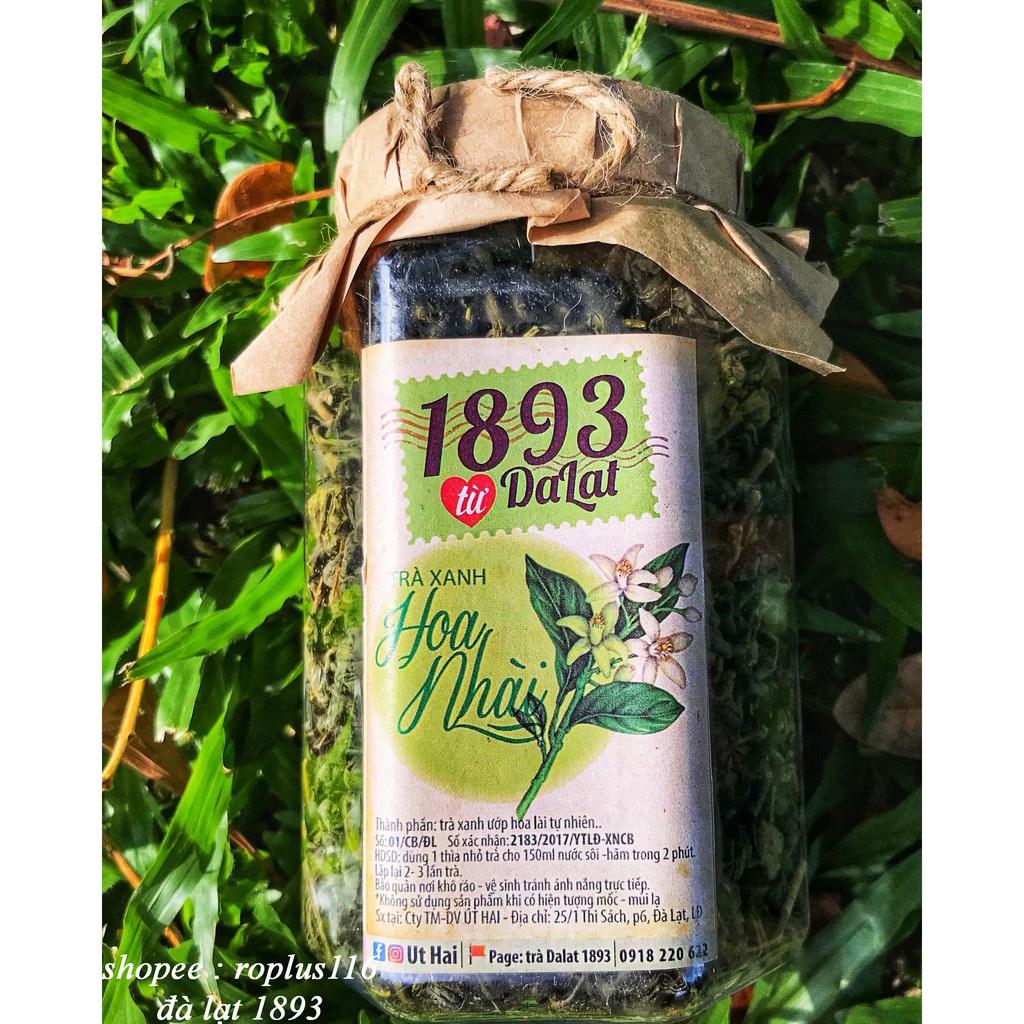 1893
từ DaLat
TRÀ XANH
Hoa
Nhài
Thành phần: trà xanh ướp hoa lài tự nhiên..
Số: 01/CB/ĐL Số xác nhận: 2183/2017/YTLĐ-XNCB
HDSD: dùng 1 thìa nhỏ trà cho 150ml nước sôi -hãm trong 2 phút.
Lặp lại 2- 3 lần trà.
Bảo quản nơi khô ráo - vệ sinh tránh ánh nắng trực tiếp.
*Không sử dụng sản phẩm khi có hiện tượng mốc - mùi lạ
Sx tại: Cty TM-DV ÚT HAI - Địa chỉ: 25/1 Thi Sách, p6, Đà Lạt, LĐ
Ut Hai | Page: trà Dalat 1893 | 0918 220 622
shopee : roplus116
đà lạt 1893